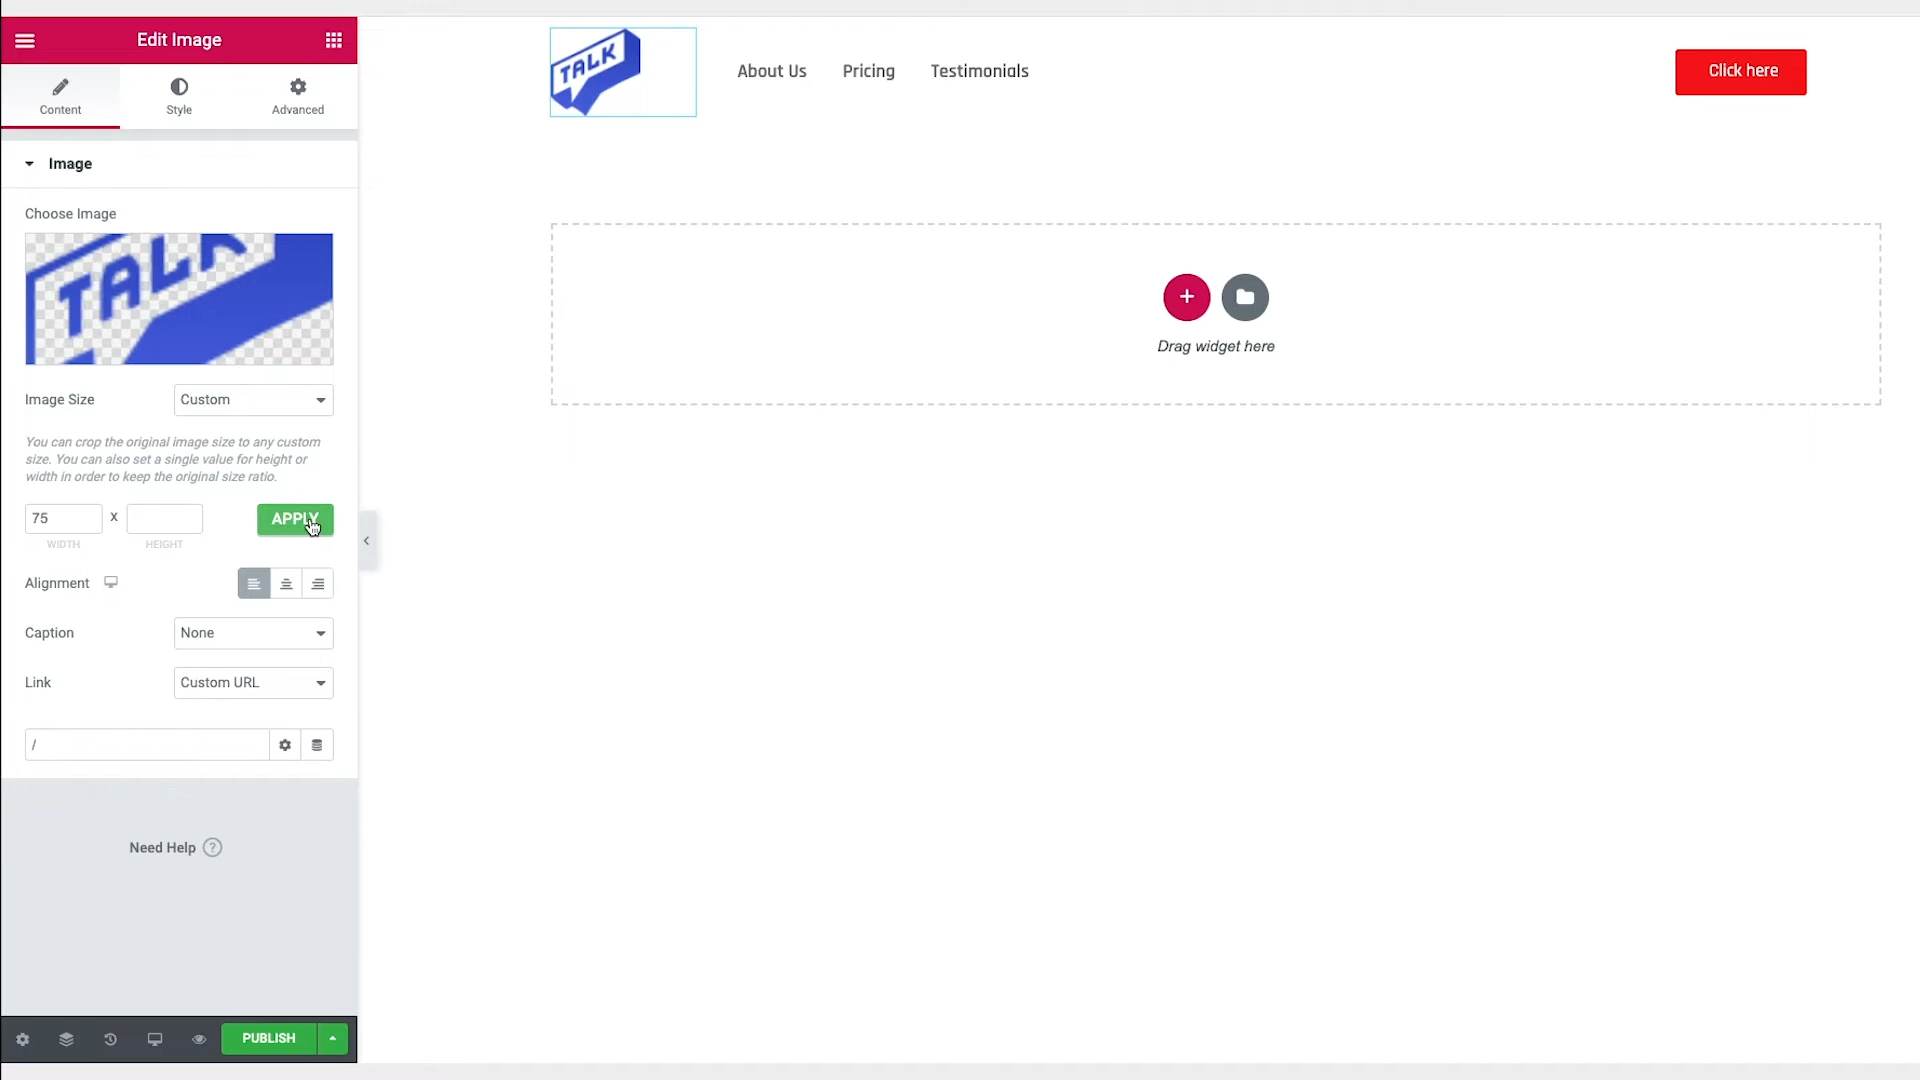 Edit Image
Content
Style
Advanced
Image
Choose Image
TALK
Image Size
Custom
You can crop the original image size to any custom
size. You can also set a single value for height or
width in order to keep the original size ratio.
75
X
APPLY
WIDTH
HEIGHT
Alignment
Caption
None
Link
Custom URL
/
Need Help ?
PUBLISH
TALK
About Us
Pricing
Testimonials
Click here
Drag widget here